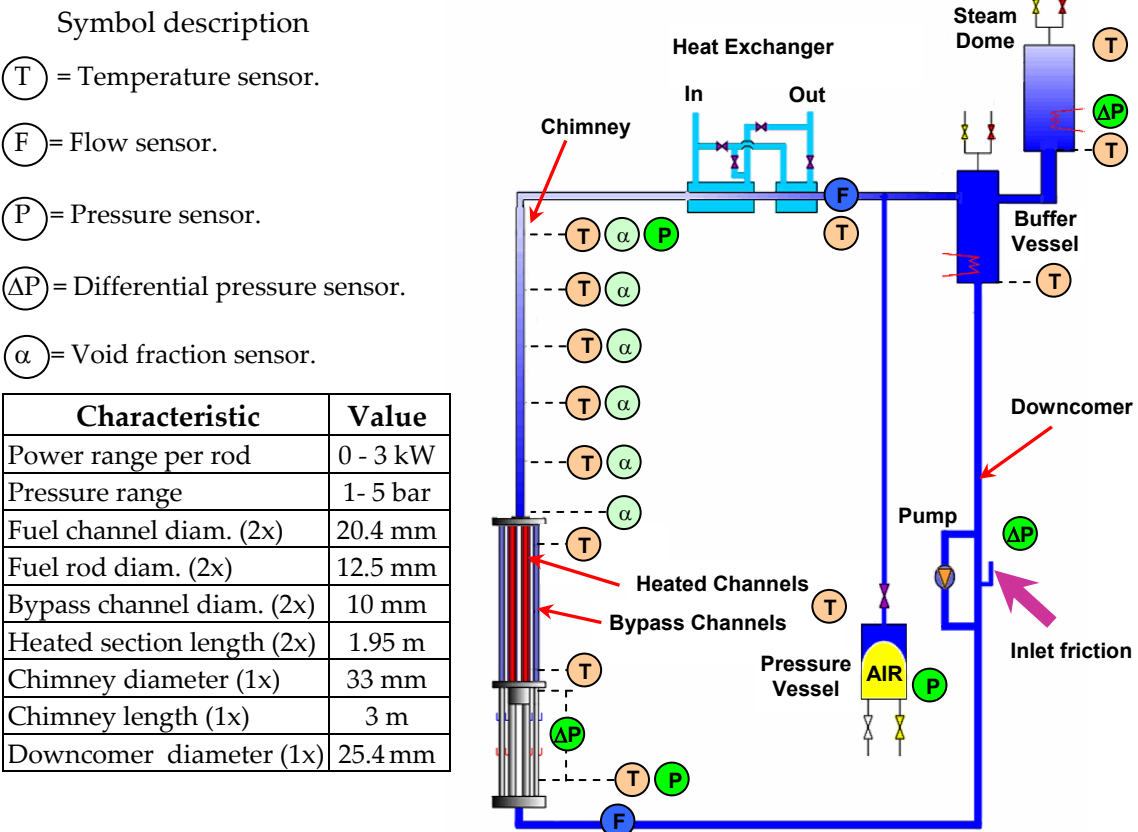 Symbol description
T = Temperature sensor.
F = Flow sensor.
P = Pressure sensor.
ΔP = Differential pressure sensor.
α = Void fraction sensor.
Characteristic Value
Power range per rod 0 - 3 kW
Pressure range 1- 5 bar
Fuel channel diam. (2x) 20.4 mm
Fuel rod diam. (2x) 12.5 mm
Bypass channel diam. (2x) 10 mm
Heated section length (2x) 1.95 m
Chimney diameter (1x) 33 mm
Chimney length (1x) 3 m
Downcomer diameter (1x) 25.4 mm
Steam
Dome
T
ΔP
T
Heat Exchanger
In Out
Chimney
F
T
Buffer
Vessel
T
T α P
T α
T α
T α
T α
α
T
Downcomer
Pump
ΔP
Heated Channels
Bypass Channels
T
Inlet friction
T
Pressure
Vessel
AIR
P
ΔP
T P
F